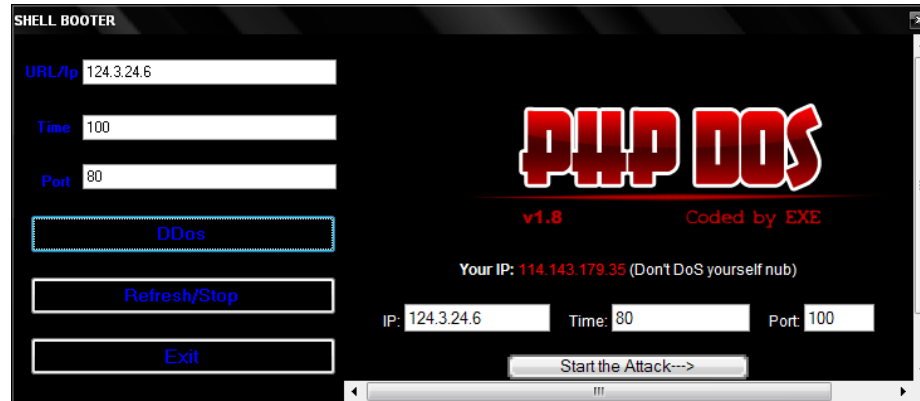 SHELL BOOTER
URL/Ip 124.3.24.6
Time 100
Port 80
DDos
Refresh/Stop
Exit
PHP DOS
v1.8 Coded by EXE
Your IP: 114.143.179.35 (Don't DoS yourself nub)
IP: 124.3.24.6 Time: 80 Port: 100
Start the Attack--->